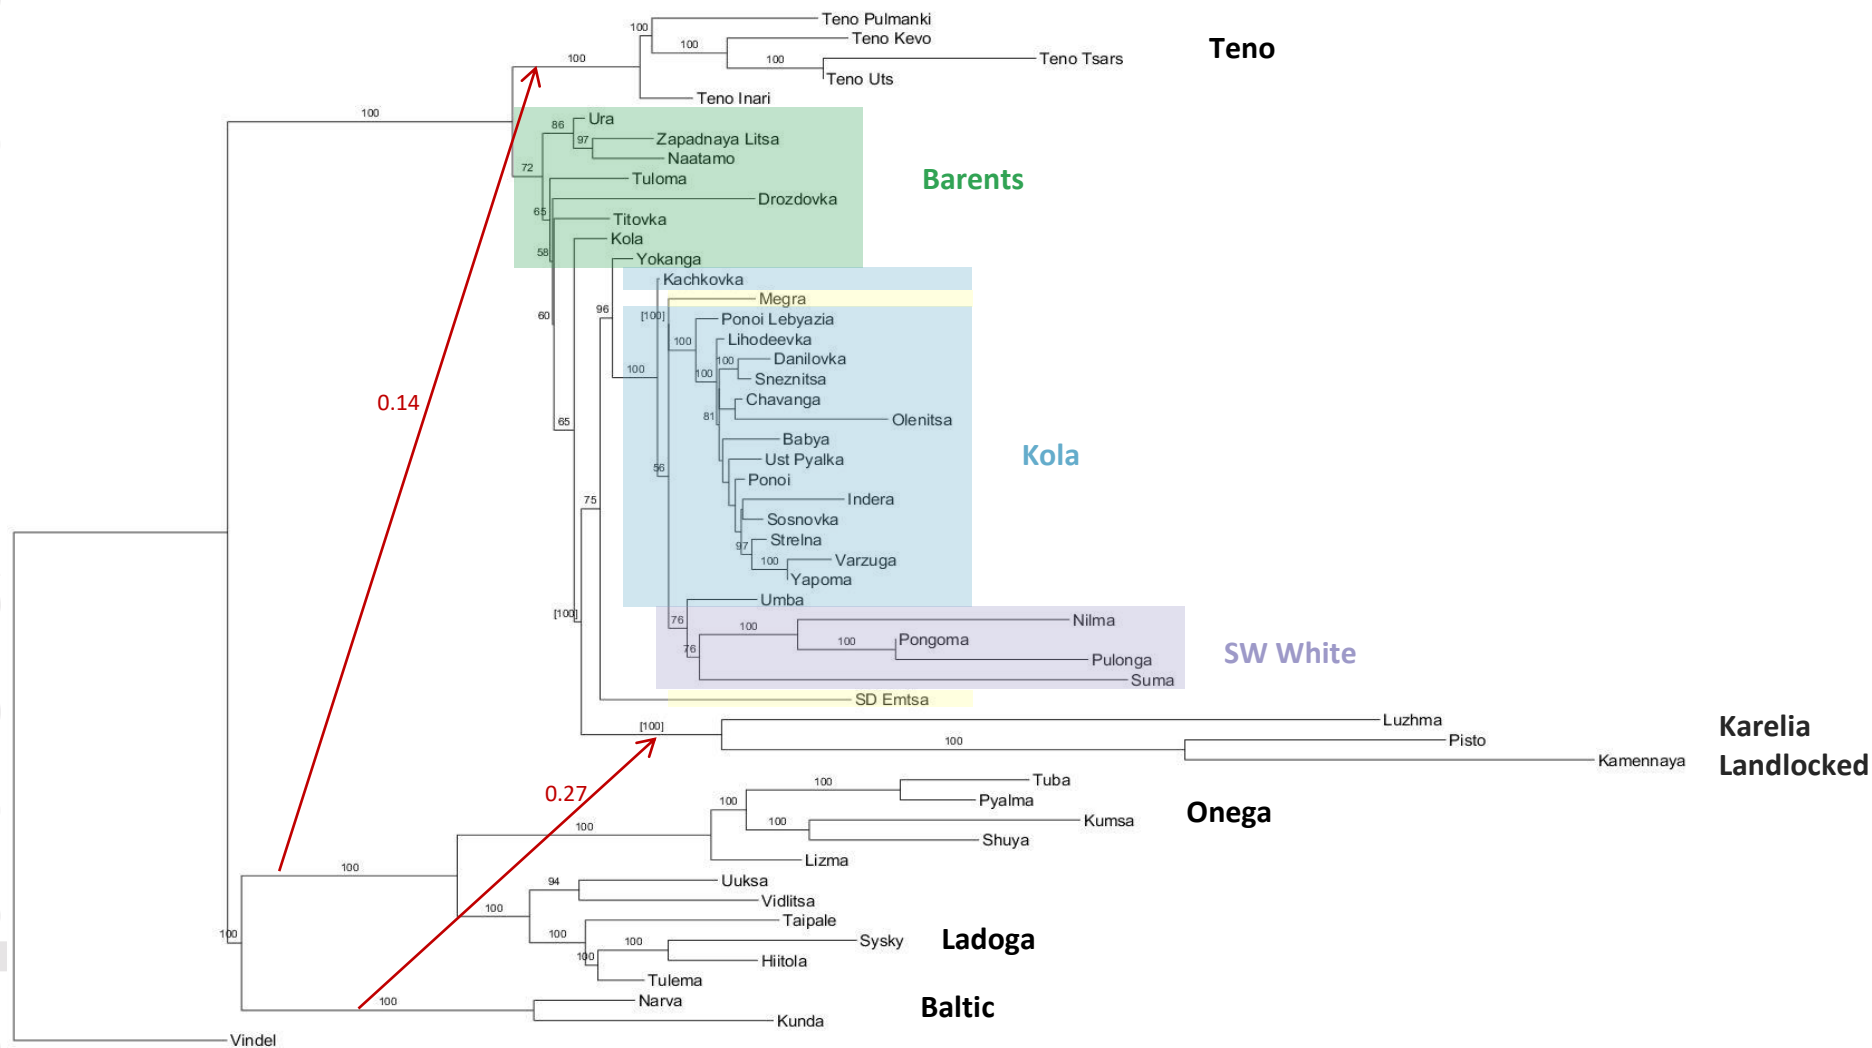 Teno Pulmanki
100
Teno Kevo
100
Teno
100
Teno Tsars
100
Teno Uts
Teno Inari
100
Ura
86
97
Zapadnaya Litsa
Naatamo
72
Tuloma
Barents
Drozdovka
65
Titovka
Kola
58
Yokanga
Kachkovka
Megra
96
[100]
60
Ponoi Lebyazia
100
Lihodeevka
100
Danilovka
100
100
Sneznitsa
0.14
Chavanga
81
Olenitsa
65
Babya
Kola
56
Ust Pyalka
Ponoi
75
Indera
Sosnovka
97
Strelna
100
Varzuga
Yapoma
Umba
[100]
76
100
Nilma
100
Pongoma
76
SW White
Pulonga
Suma
SD Emtsa
[100]
Luzhma
Karelia
100
Pisto
Kamennaya
Landlocked
100
Tuba
0.27
100
Pyalma
Onega
100
100
Kumsa
Shuya
Lizma
100
94
Uuksa
Vidlitsa
100
Taipale
100
100
100
Sysky
Ladoga
100
Hiitola
Tulema
100
Narva
Baltic
Kunda
Vindel